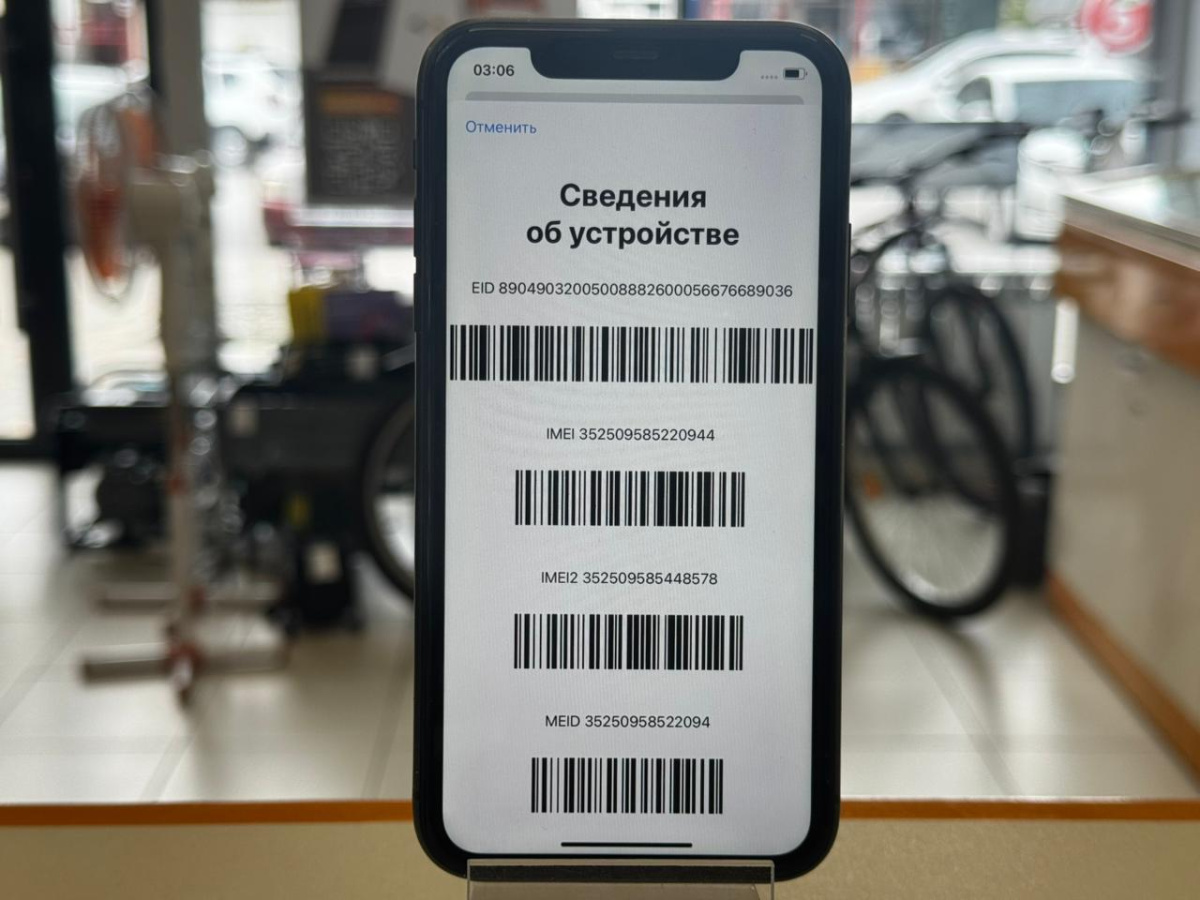 03:06
Отменить
Сведения
об устройстве
EID 89049032005008882600056676689036
IMEI 352509585220944
IMEI2 352509585448578
MEID 35250958522094